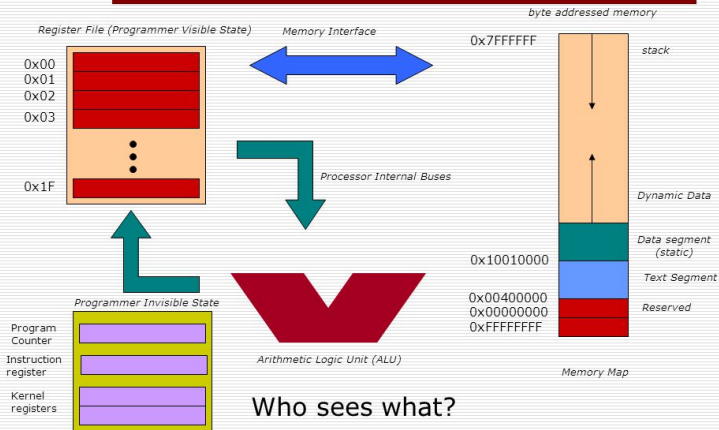 byte addressed memory
Register File (Programmer Visible State)
Memory Interface
0x7FFFFFF
stack
0x00
0x01
0x02
0x03
0x1F
Processor Internal Buses
Dynamic Data
Data segment
(static)
0x10010000
Text Segment
Programmer Invisible State
0x00400000
0x00000000
0xFFFFFFFF
Reserved
Program
Counter
Instruction
register
Kernel
registers
Arithmetic Logic Unit (ALU)
Memory Map
Who sees what?